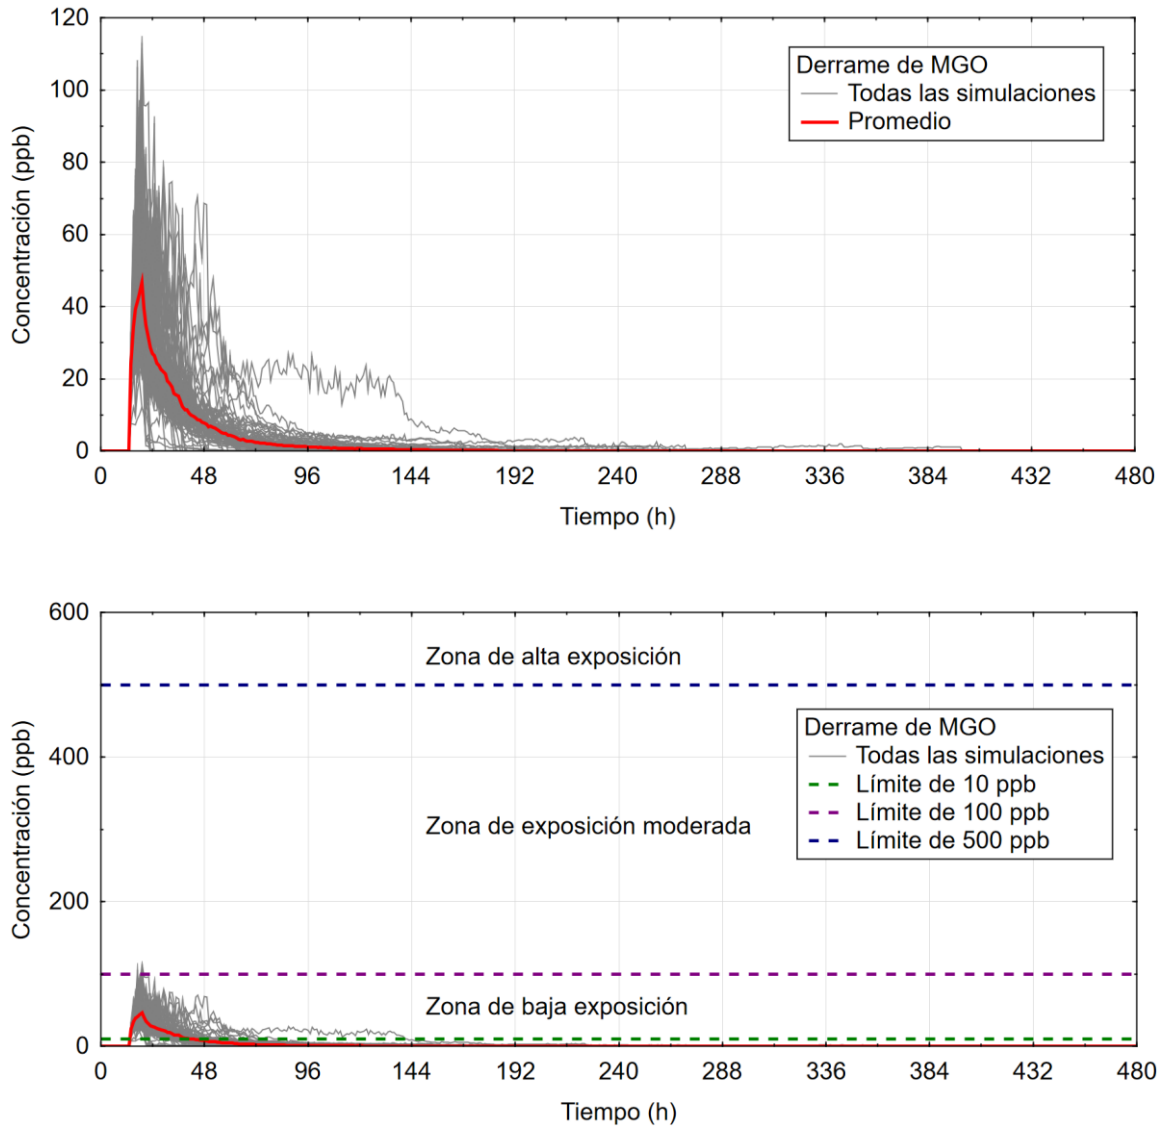 120
100
80
60
40
20
0
Concentración (ppb)
Derrame de MGO
Todas las simulaciones
Promedio
0 48 96 144 192 240 288 336 384 432 480
Tiempo (h)
600
400
200
0
Concentración (ppb)
Zona de alta exposición
Derrame de MGO
Todas las simulaciones
Límite de 10 ppb
Límite de 100 ppb
Límite de 500 ppb
Zona de exposición moderada
Zona de baja exposición
0 48 96 144 192 240 288 336 384 432 480
Tiempo (h)